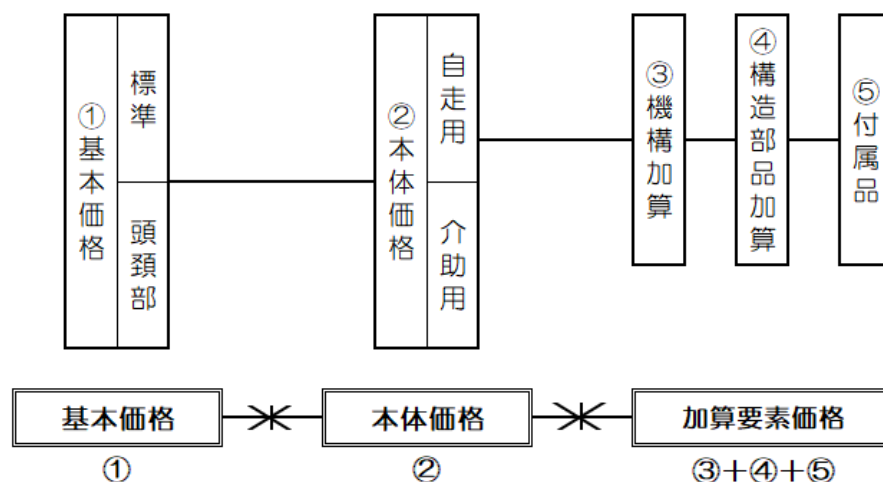 ①基本価格
標準
頭頚部
②本体価格
自走用
介助用
③機構加算
④構造部品加算
⑤付属品
基本価格
本体価格
加算要素価格
①
②
③+④+⑤